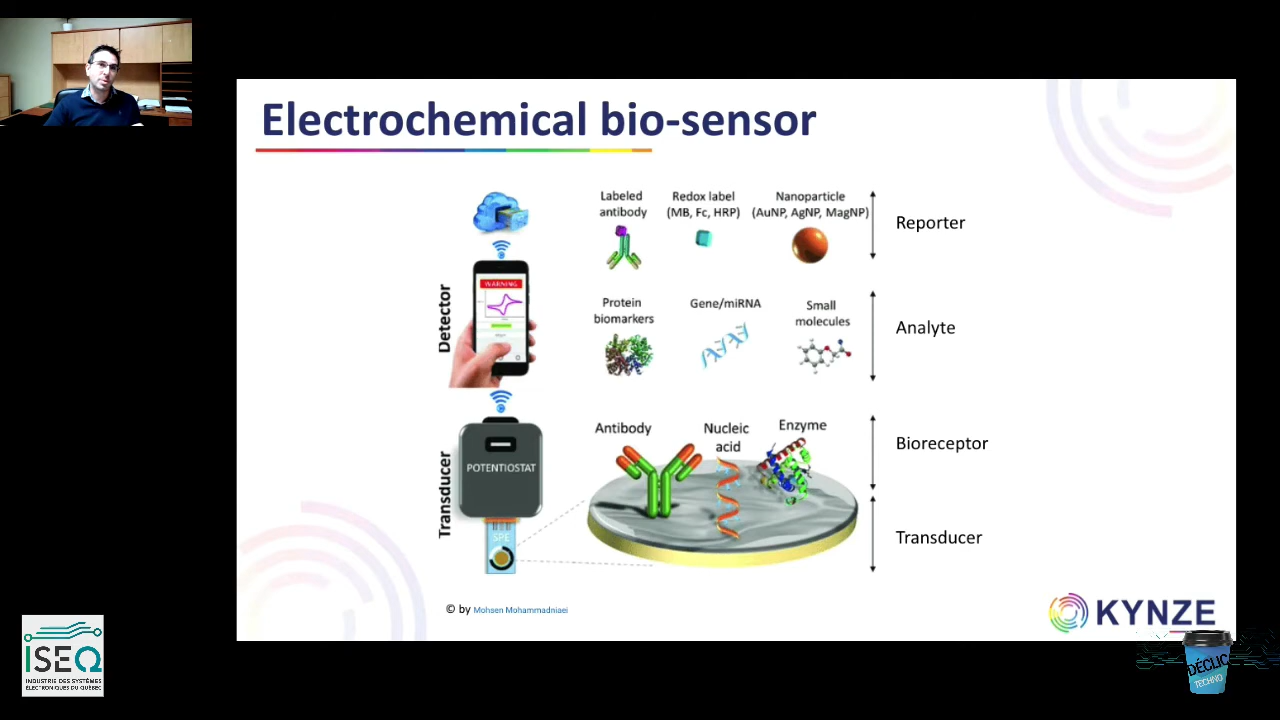 Electrochemical bio-sensor
Labeled
antibody
Redox label
(MB, Fc, HRP)
Nanoparticle
(AuNP, AgNP, MagNP)
Reporter
WARNING
Detector
Protein
biomarkers
Gene/miRNA
Small
molecules
Analyte
Antibody
Nucleic
acid
Enzyme
Bioreceptor
POTENTIOSTAT
Transducer
SPE
Transducer
© by Mohsen Mohammadniaei
KYNZE
iSEQ
INDUSTRIE DES SYSTÈMES
ÉLECTRONIQUES DU QUÉBEC
DÉCLIC
TECHNO